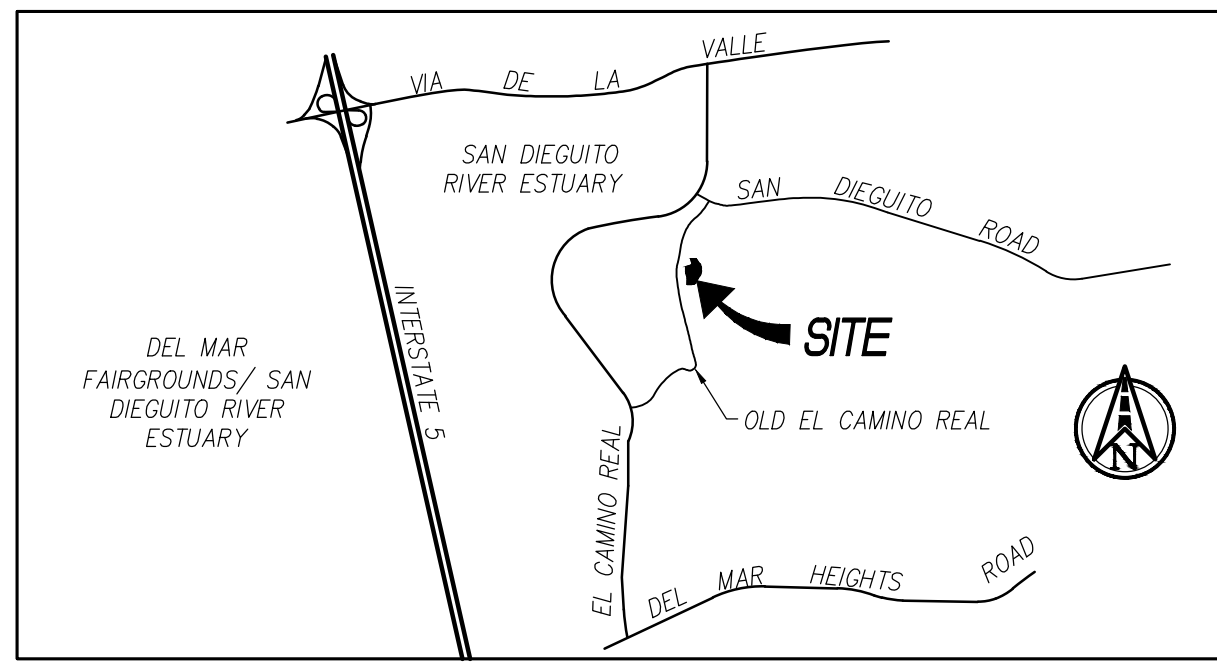 VIA DE LA VALLE
SAN DIEGUITO
RIVER ESTUARY
SAN DIEGUITO ROAD
INTERSTATE 5
SITE
DEL MAR
FAIRGROUNDS/ SAN
DIEGUITO RIVER
ESTUARY
OLD EL CAMINO REAL
N
EL CAMINO REAL
DEL MAR HEIGHTS ROAD